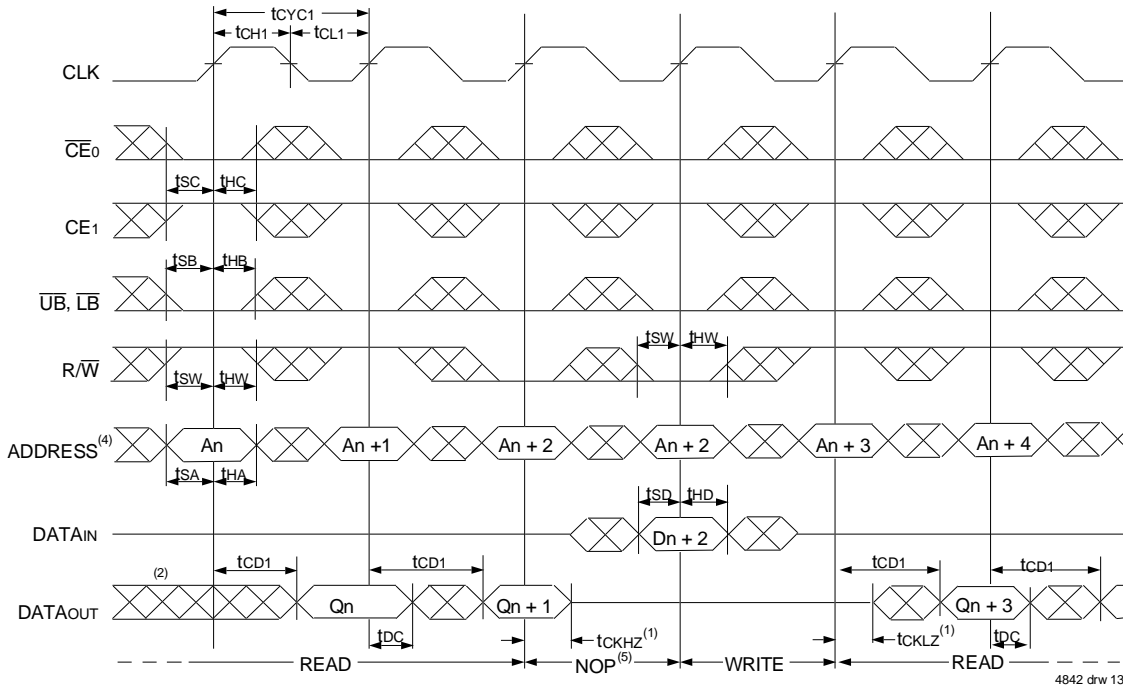 tCYC1
tCH1 tCL1
CLK
CE0
tSC tHC
CE1
tSB tHB
UB, LB
tSW tHW
R/W
tSW tHW
ADDRESS(4) An An +1 An + 2 An + 2 An + 3 An + 4
tSA tHA
tSD tHD
DATAIN Dn + 2
tCD1 tCD1 tCD1 tCD1
(2)
DATAOUT Qn Qn + 1 Qn + 3
tDC tCKHZ(1) tCKLZ(1) tDC
READ NOP(5) WRITE READ
4842 drw 13